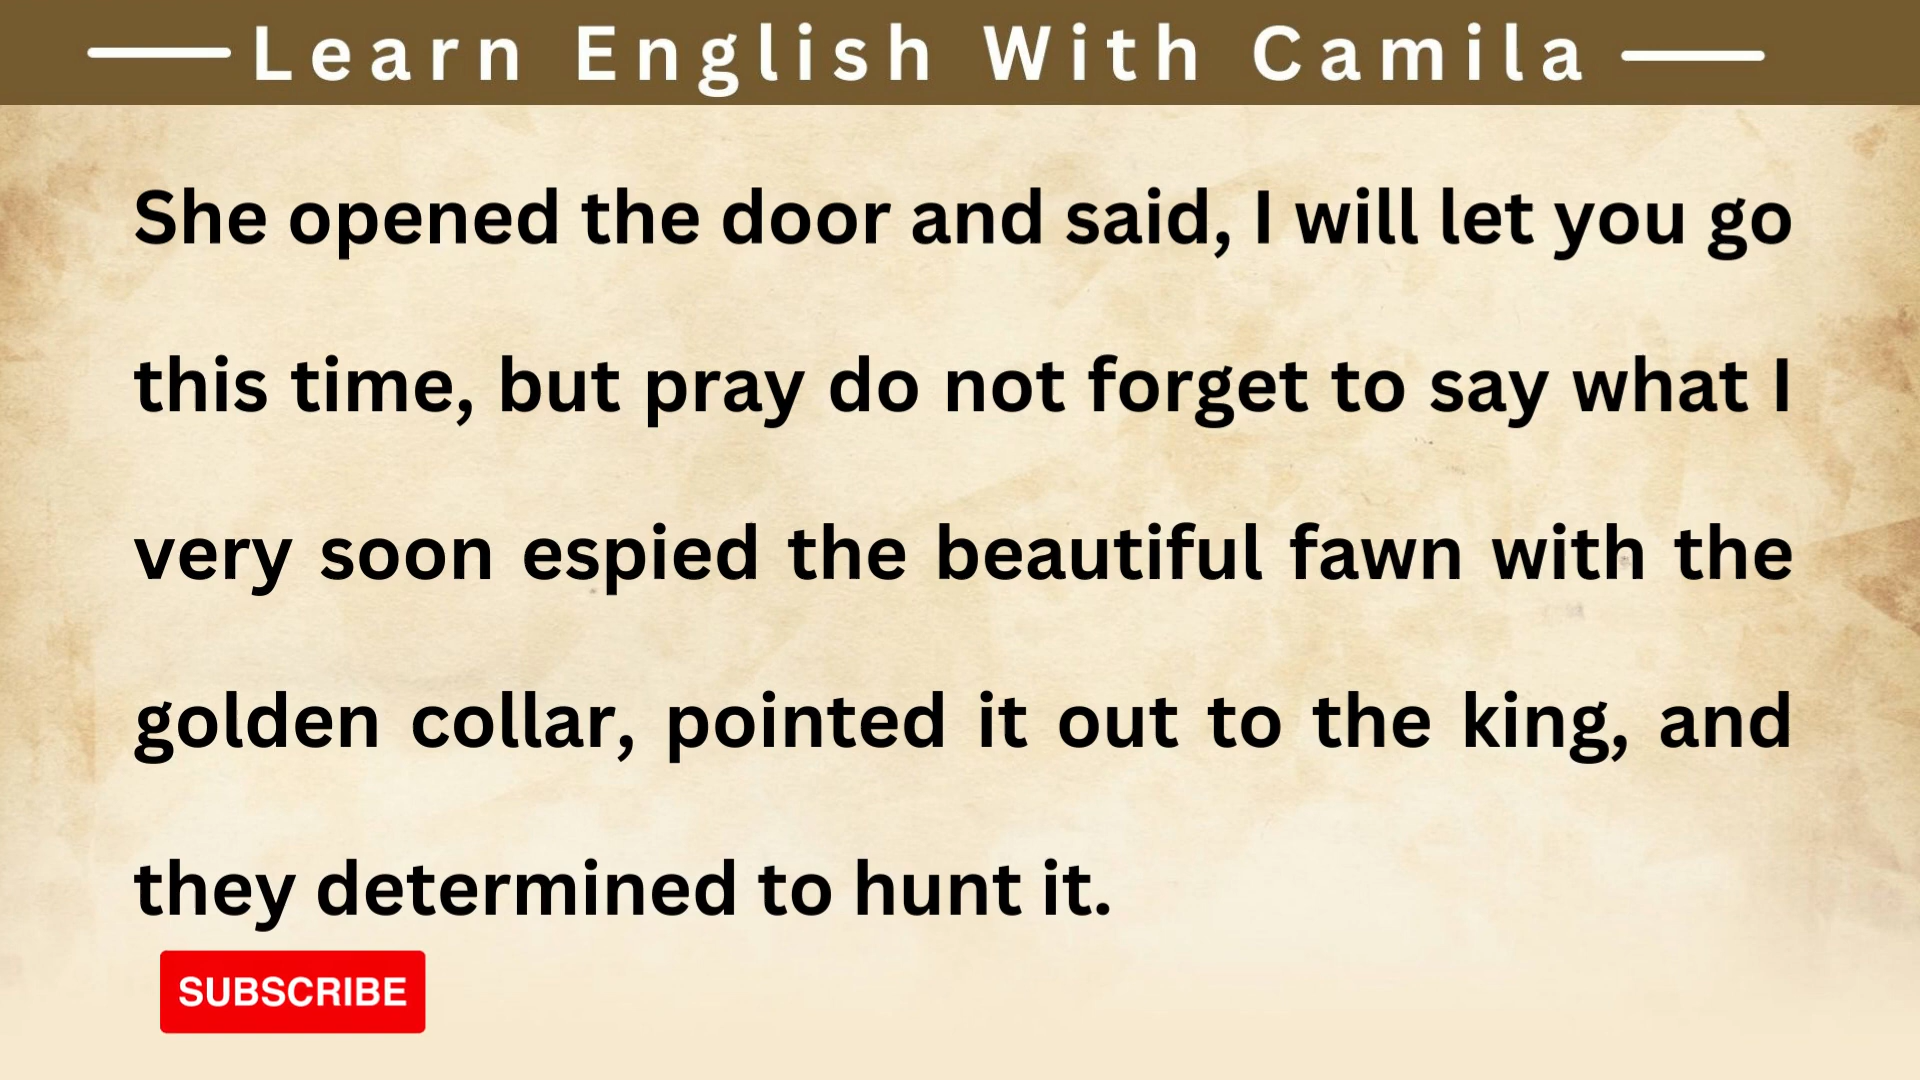 Learn English With Camila
She opened the door and said, I will let you go
this time, but pray do not forget to say what I
very soon espied the beautiful fawn with the
golden collar, pointed it out to the king, and
they determined to hunt it.
SUBSCRIBE